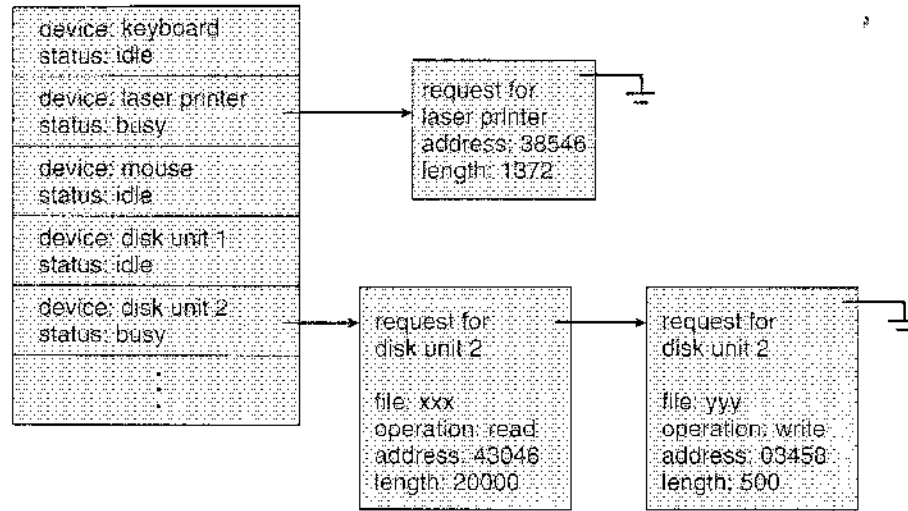 device: keyboard
status: idle
device: laser printer
status: busy
device: mouse
status: idle
device: disk unit 1
status: idle
device: disk unit 2
status: busy
request for
laser printer
address: 38546
length: 1372
request for
disk unit 2
file: xxx
operation: read
address: 43046
length: 20000
request for
disk unit 2
file: yyy
operation: write
address: 03458
length: 500